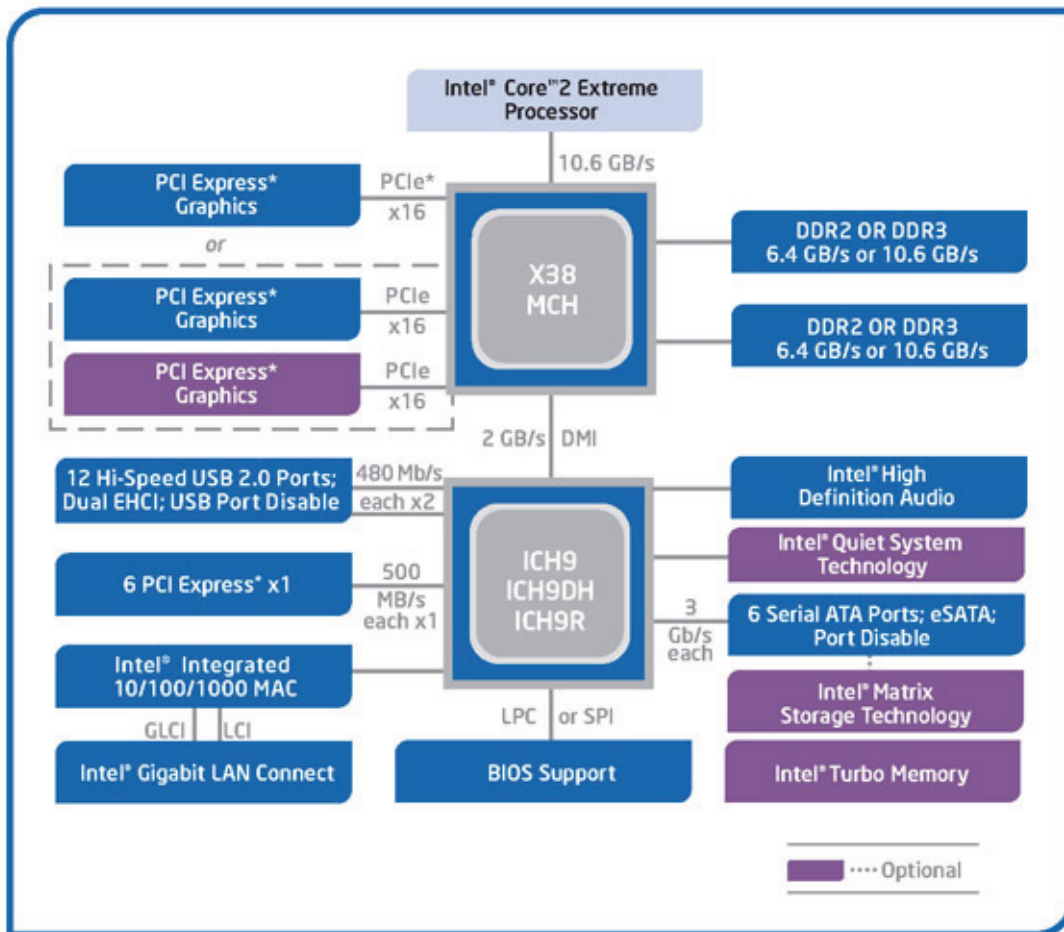 Intel® Core™2 Extreme
Processor
10.6 GB/s
PCI Express*
Graphics
PCIe*
x16
or
PCI Express*
Graphics
PCIe
x16
PCI Express*
Graphics
PCIe
x16
X38
MCH
DDR2 OR DDR3
6.4 GB/s or 10.6 GB/s
DDR2 OR DDR3
6.4 GB/s or 10.6 GB/s
2 GB/s DMI
12 Hi-Speed USB 2.0 Ports;
Dual EHCI; USB Port Disable
480 Mb/s
each x2
6 PCI Express* x1
500
MB/s
each x1
Intel® Integrated
10/100/1000 MAC
GLCI LCI
Intel® Gigabit LAN Connect
ICH9
ICH9DH
ICH9R
LPC or SPI
BIOS Support
Intel® High
Definition Audio
Intel® Quiet System
Technology
3
Gb/s
each
6 Serial ATA Ports; eSATA;
Port Disable
Intel® Matrix
Storage Technology
Intel® Turbo Memory
Optional